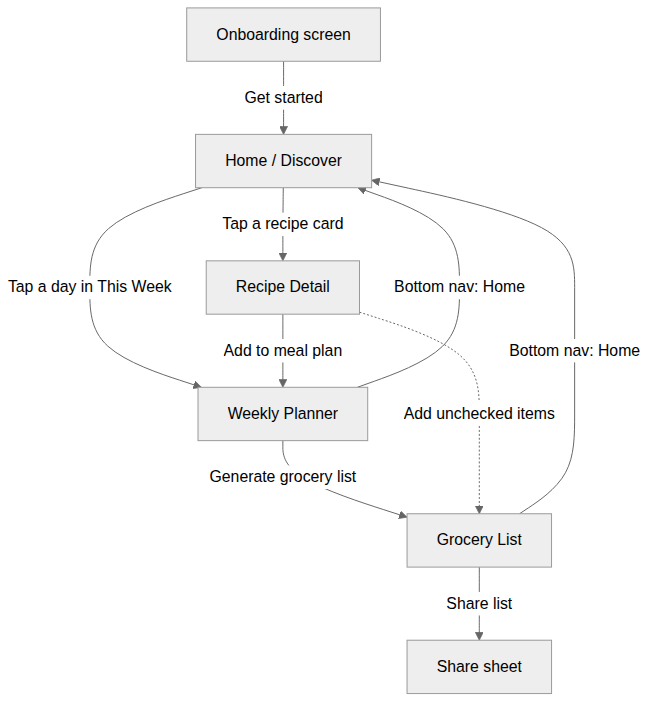 Onboarding screen
Get started
Home / Discover
Tap a recipe card
Tap a day in This Week
Recipe Detail
Bottom nav: Home
Add to meal plan
Bottom nav: Home
Weekly Planner
Add unchecked items
Generate grocery list
Grocery List
Share list
Share sheet